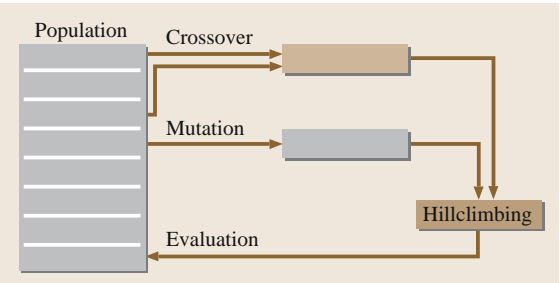 Population
Crossover
Mutation
Hillclimbing
Evaluation